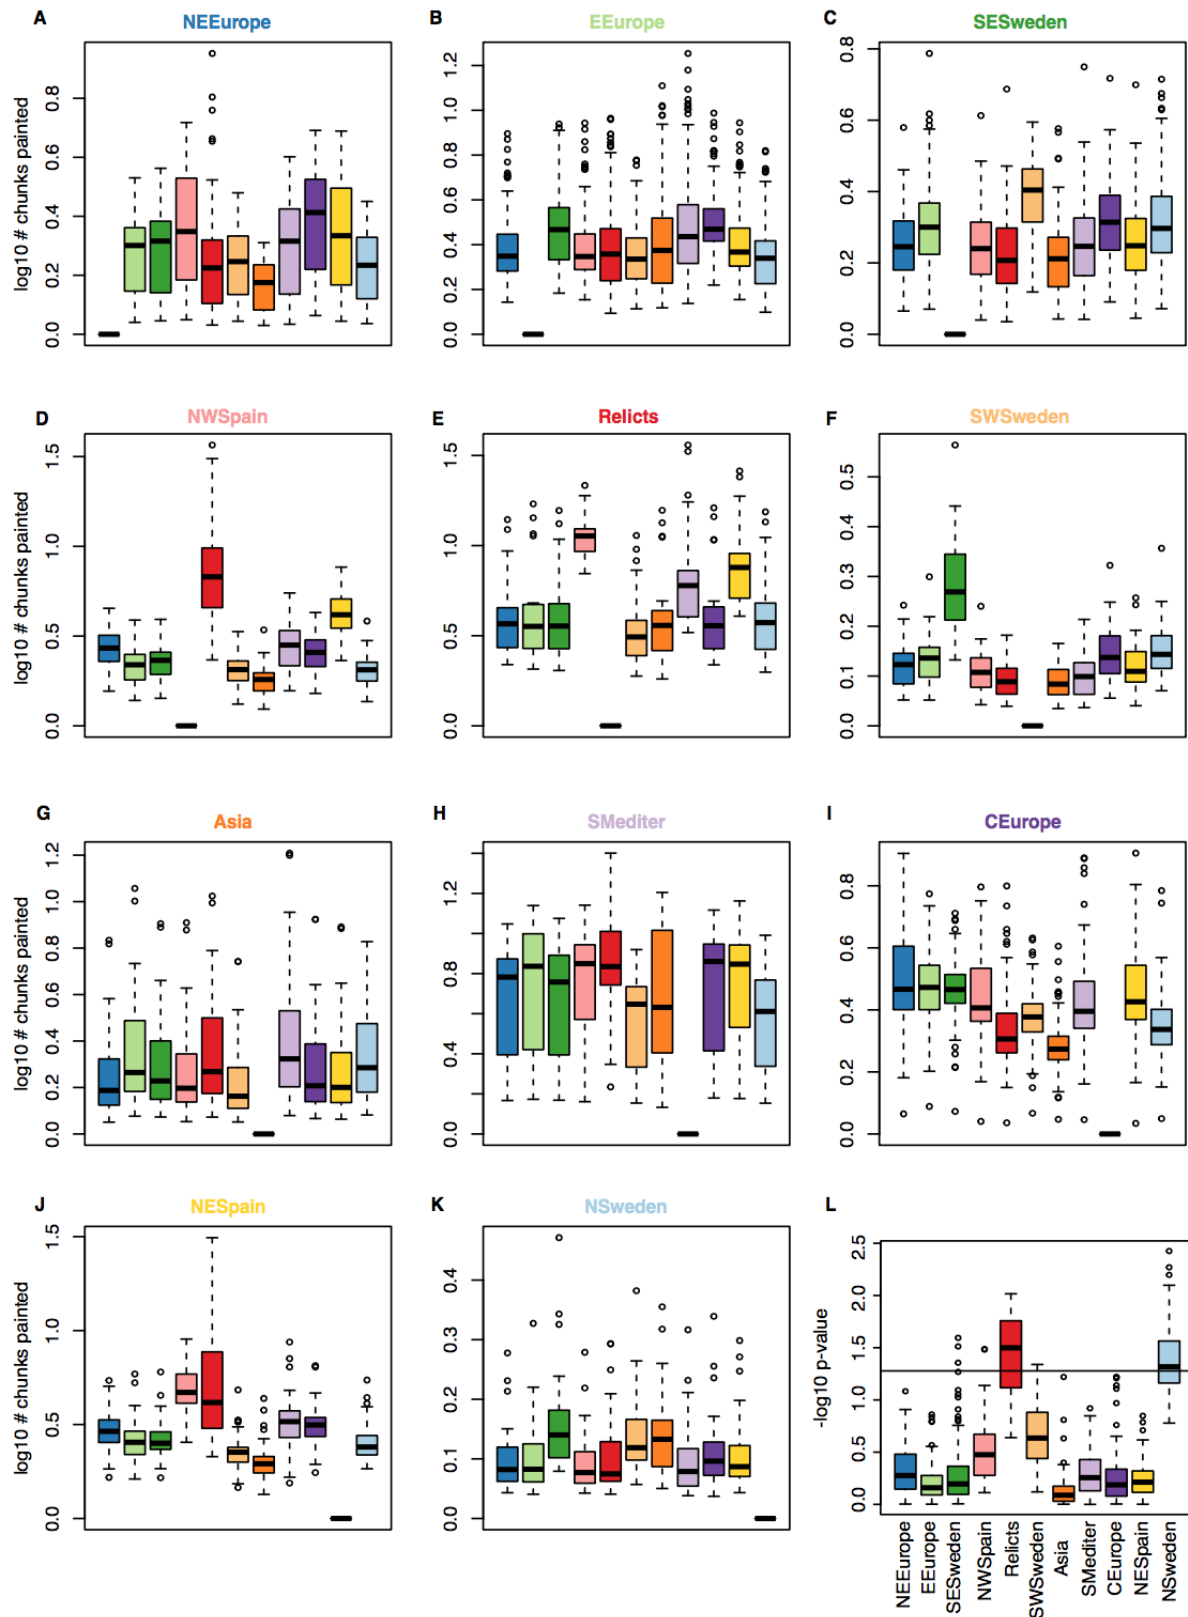 A NEEurope
log10 # chunks painted
0.0 0.2 0.4 0.6 0.8
B EEurope
0.0 0.2 0.4 0.6 0.8 1.0 1.2
C SESweden
0.0 0.2 0.4 0.6 0.8
D NWSpain
log10 # chunks painted
0.0 0.5 1.0 1.5
E Relicts
0.0 0.5 1.0 1.5
F SWSweden
0.0 0.1 0.2 0.3 0.4 0.5
G Asia
log10 # chunks painted
0.0 0.2 0.4 0.6 0.8 1.0 1.2
H SMediter
0.0 0.4 0.8 1.2
I CEurope
0.0 0.2 0.4 0.6 0.8
J NESpain
log10 # chunks painted
0.0 0.5 1.0 1.5
K NSweden
0.0 0.1 0.2 0.3 0.4
L
-log10 p-value
0.0 0.5 1.0 1.5 2.0 2.5
NEEurope
EEurope
SESweden
NWSpain
Relicts
SWSweden
Asia
SMediter
CEurope
NESpain
NSweden